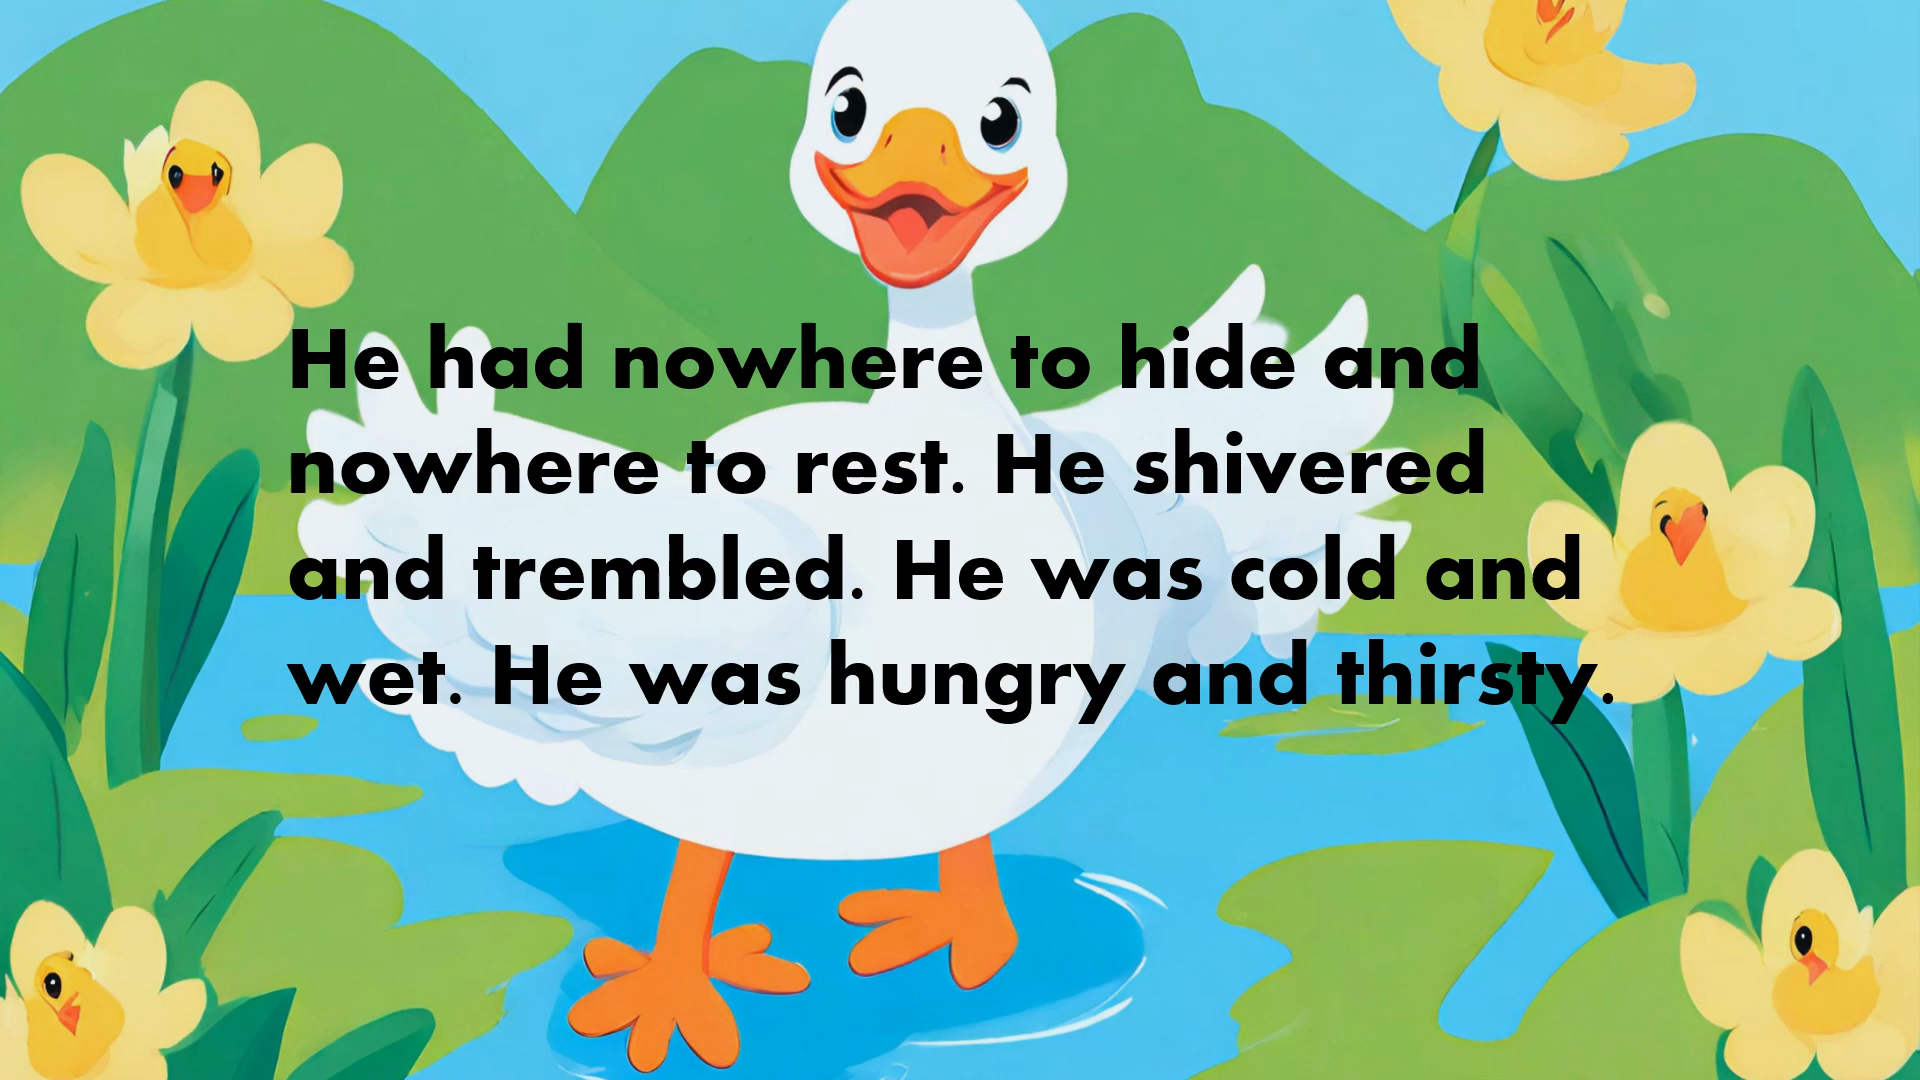 He had nowhere to hide and
nowhere to rest. He shivered
and trembled. He was cold and
wet. He was hungry and thirsty.